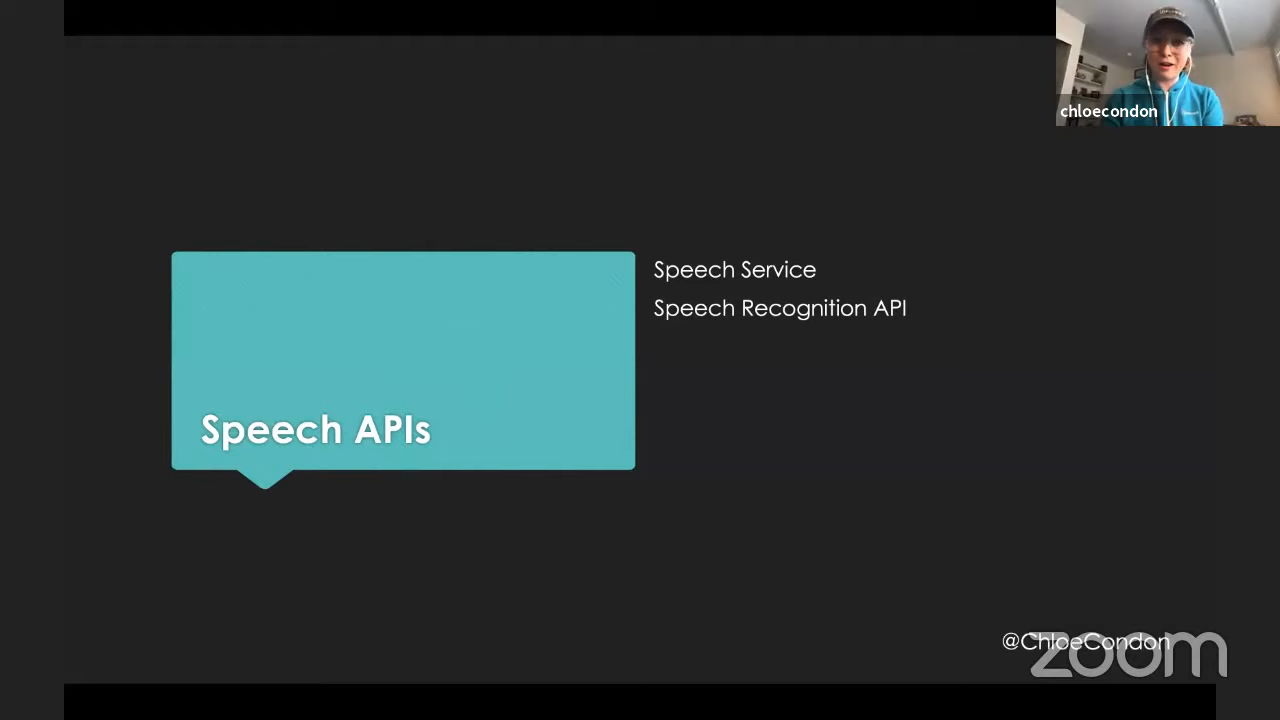 chloecondon
Speech Service
Speech Recognition API
Speech APIs
@ChloeCondon
zoom